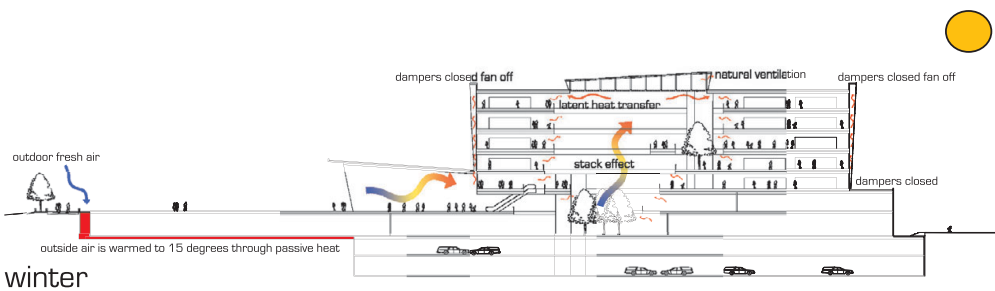 dampers closed fan off
natural ventilation
dampers closed fan off
latent heat transfer
outdoor fresh air
stack effect
dampers closed
outside air is warmed to 15 degrees through passive heat
winter